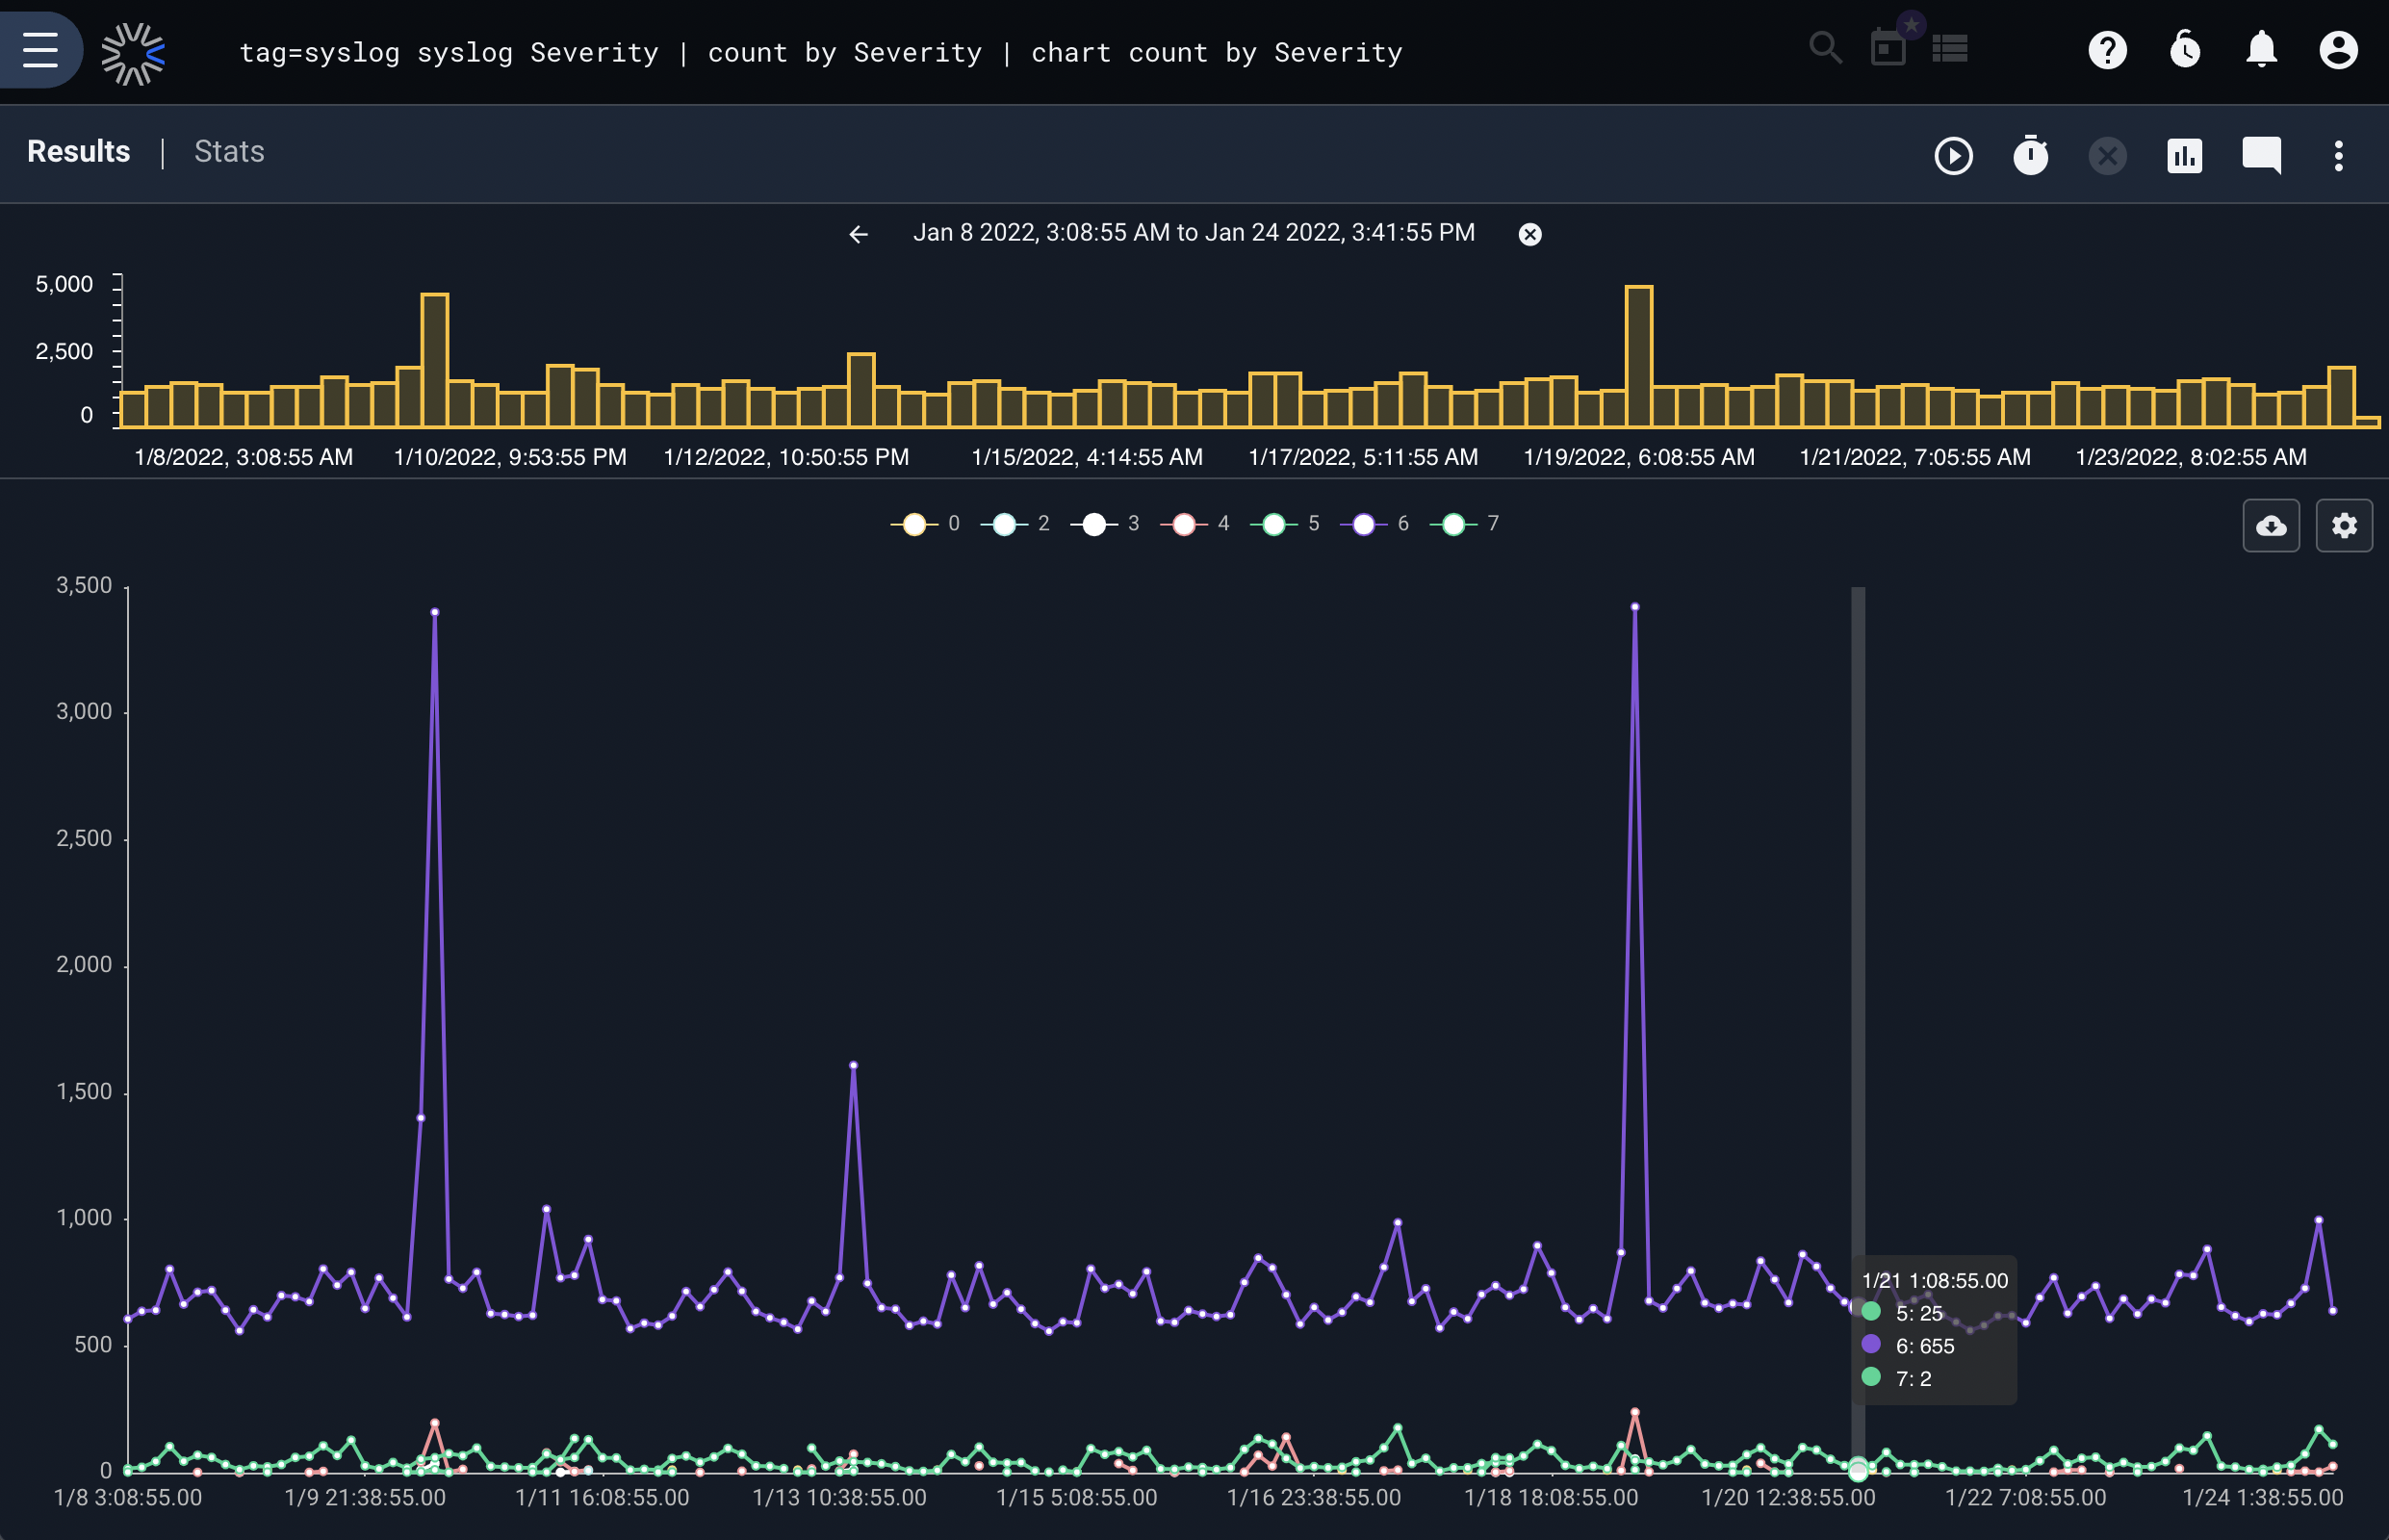 tag=syslog syslog Severity | count by Severity | chart count by Severity
Results | Stats
Jan 8 2022, 3:08:55 AM to Jan 24 2022, 3:41:55 PM
5,000
2,500
0
1/8/2022, 3:08:55 AM 1/10/2022, 9:53:55 PM 1/12/2022, 10:50:55 PM 1/15/2022, 4:14:55 AM 1/17/2022, 5:11:55 AM 1/19/2022, 6:08:55 AM 1/21/2022, 7:05:55 AM 1/23/2022, 8:02:55 AM
0 2 3 4 5 6 7
3,500
3,000
2,500
2,000
1,500
1,000
500
0
1/21 1:08:55.00
5: 25
6: 655
7: 2
1/8 3:08:55.00 1/9 21:38:55.00 1/11 16:08:55.00 1/13 10:38:55.00 1/15 5:08:55.00 1/16 23:38:55.00 1/18 18:08:55.00 1/20 12:38:55.00 1/22 7:08:55.00 1/24 1:38:55.00